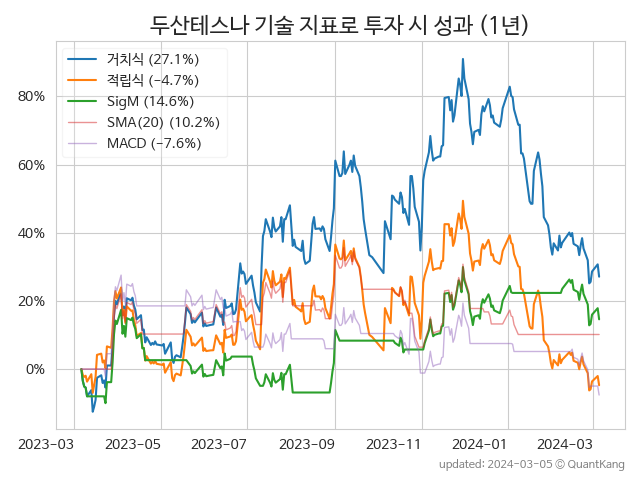 두산테스나 기술 지표로 투자 시 성과 (1년)
거치식 (27.1%)
적립식 (−4.7%)
SigM (14.6%)
SMA(20) (10.2%)
MACD (−7.6%)
80%
60%
40%
20%
0%
2023-03 2023-05 2023-07 2023-09 2023-11 2024-01 2024-03
updated: 2024-03-05 ⓒ QuantKang